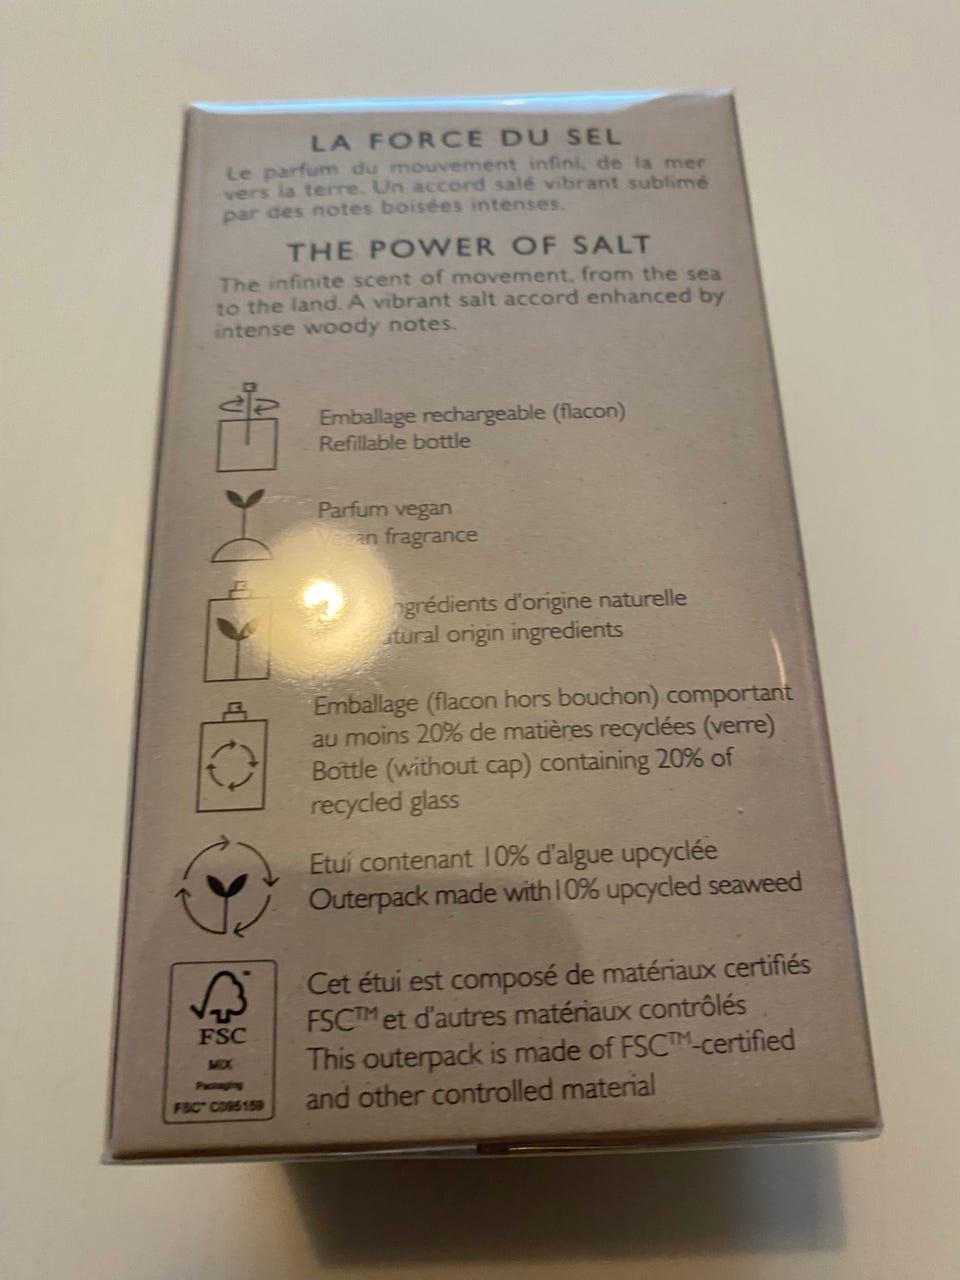 LA FORCE DU SEL
Le parfum du mouvement infini, de la mer
vers la terre. Un accord salé vibrant sublimé
par des notes boisées intenses.
THE POWER OF SALT
The infinite scent of movement, from the sea
to the land. A vibrant salt accord enhanced by
intense woody notes.
Emballage rechargeable (flacon)
Refillable bottle
Parfum vegan
Vegan fragrance
d'origine naturelle
origin ingredients
Emballage (flacon hors bouchon) comportant
au moins 20% de matières recyclées (verre)
Bottle (without cap) containing 20% of
recycled glass
Etui contenant 10% d'algue upcyclée
Outerpack made with 10% upcycled seaweed
Cet étui est composé de matériaux certifiés
FSC™ et d'autres matériaux contrôlés
This outerpack is made of FSC™-certified
and other controlled material
FSC
MIX
Packaging
FSC® C095159